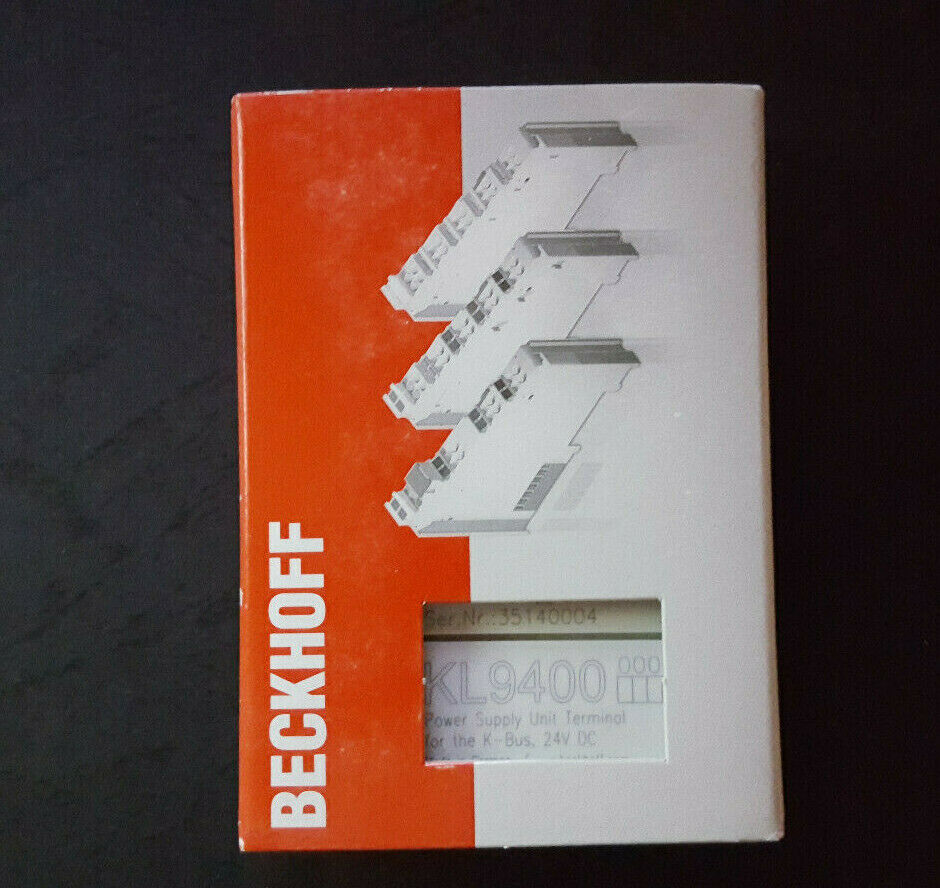 BECKHOFF
Ser.Nr.:35140004
KL9400
Power Supply Unit Terminal
for the K-Bus, 24V DC